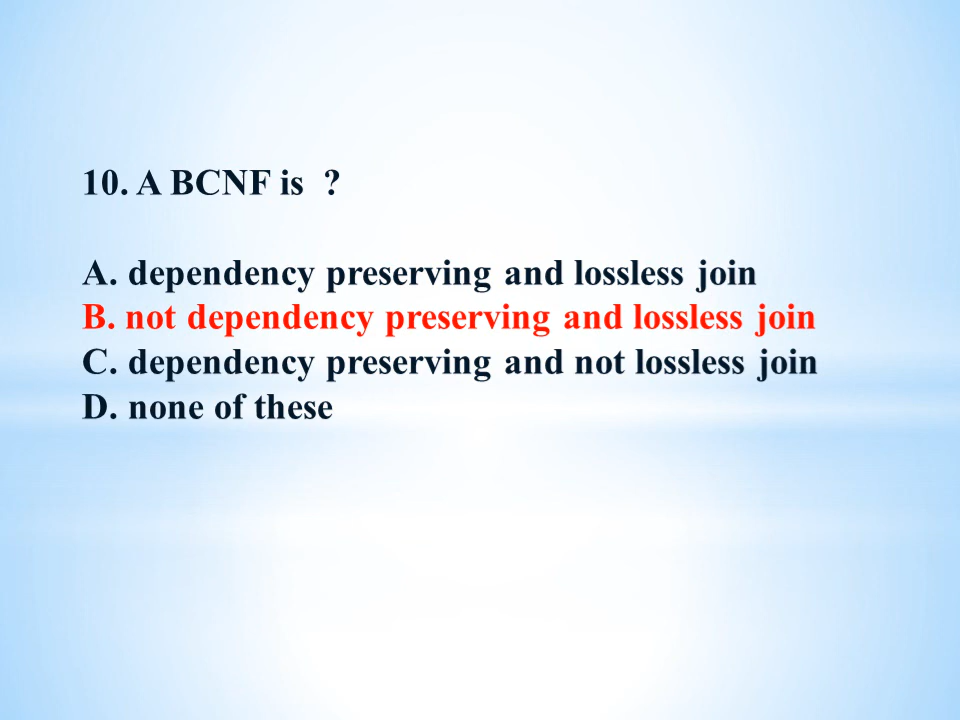 10. A BCNF is  ?
A. dependency preserving and lossless join
B. not dependency preserving and lossless join
C. dependency preserving and not lossless join
D. none of these